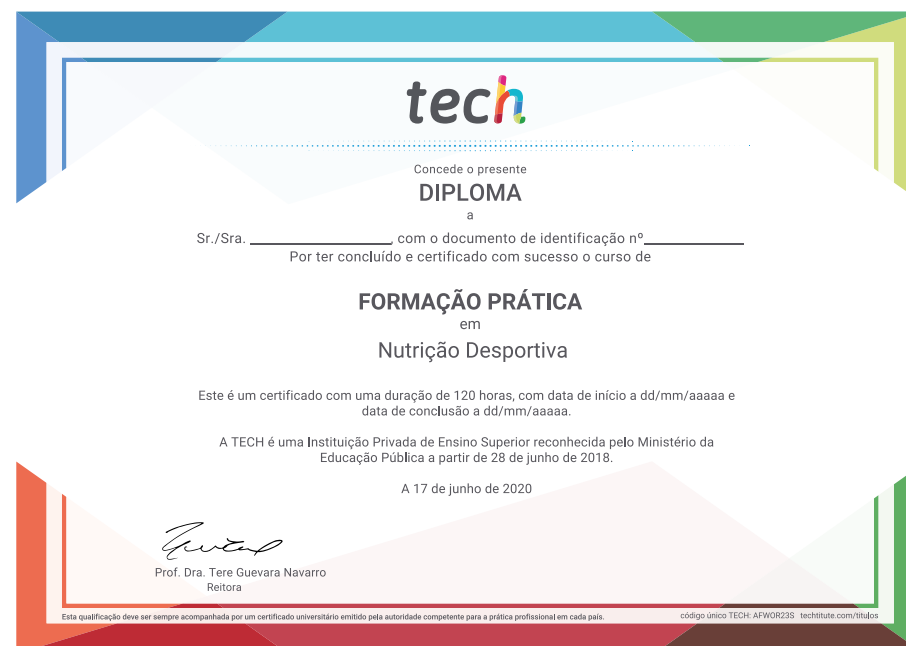 tech
Concede o presente
DIPLOMA
a
Sr./Sra. ____________________, com o documento de identificação nº______________
Por ter concluído e certificado com sucesso o curso de
FORMAÇÃO PRÁTICA
em
Nutrição Desportiva
Este é um certificado com uma duração de 120 horas, com data de início a dd/mm/aaaaa e
data de conclusão a dd/mm/aaaaa.
A TECH é uma Instituição Privada de Ensino Superior reconhecida pelo Ministério da
Educação Pública a partir de 28 de junho de 2018.
A 17 de junho de 2020
Prof. Dra. Tere Guevara Navarro
Reitora
Esta qualificação deve ser sempre acompanhada por um certificado universitário emitido pela autoridade competente para a prática profissional em cada país.
código único TECH: AFWOR23S techtitute.com/titulos